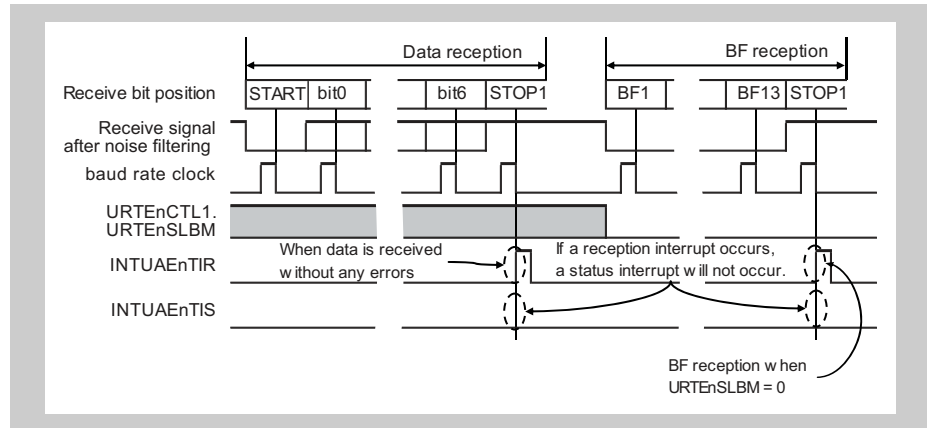 Data reception
BF reception
Receive bit position
START
bit0
bit6
STOP1
BF1
BF13
STOP1
Receive signal
after noise filtering
baud rate clock
URTEnCTL1.
URTEnSLBM
INTUAEnTIR
When data is received
without any errors
If a reception interrupt occurs,
a status interrupt will not occur.
INTUAEnTIS
BF reception when
URTEnSLBM = 0